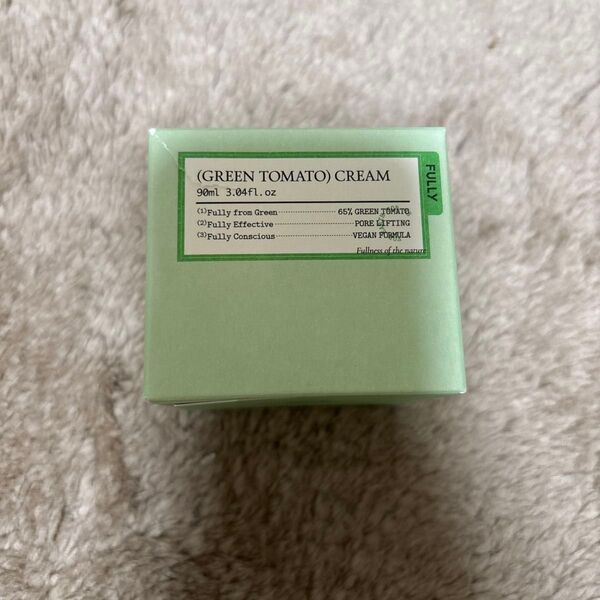 (GREEN TOMATO) CREAM
90ml 3.04fl.oz
(1)Fully from Green 65% GREEN TOMATO
(2)Fully Effective PORE LIFTING
(3)Fully Conscious VEGAN FORMULA
Fullness of the nature
FULLY